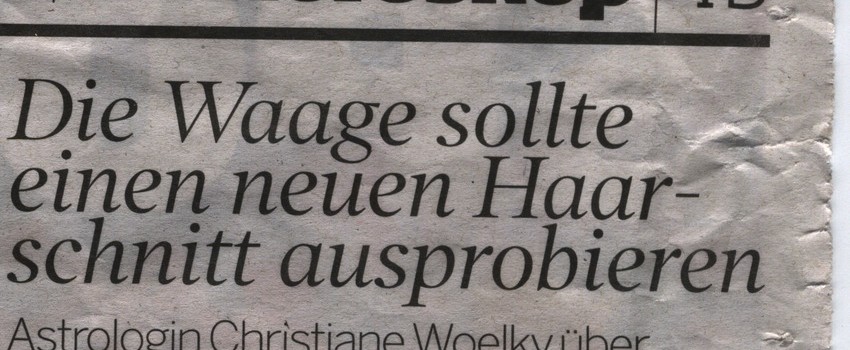 Die Waage sollte
einen neuen Haar-
schnitt ausprobieren
Astrologin Christiane Woelky über